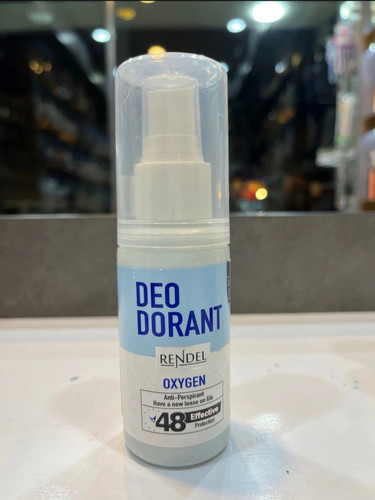 DEO
DORANT
RENDEL
OXYGEN
Anti-Perspirant
Have a new lease on life
48 Effective
Protection